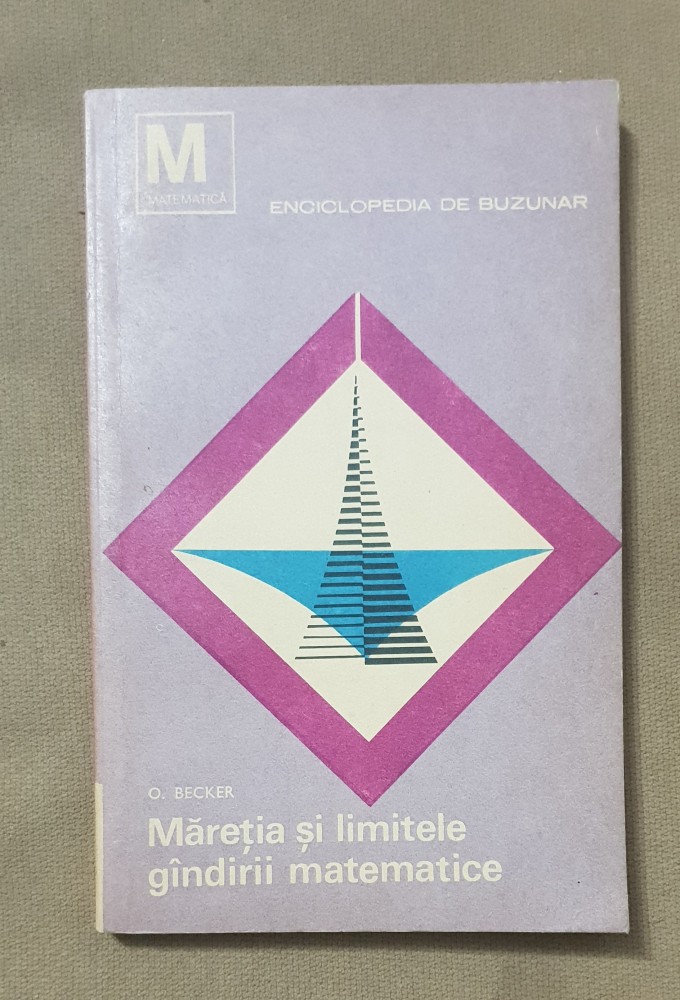 M
MATEMATICĂ
ENCICLOPEDIA DE BUZUNAR
O. BECKER
Măreția și limitele
gîndirii matematice